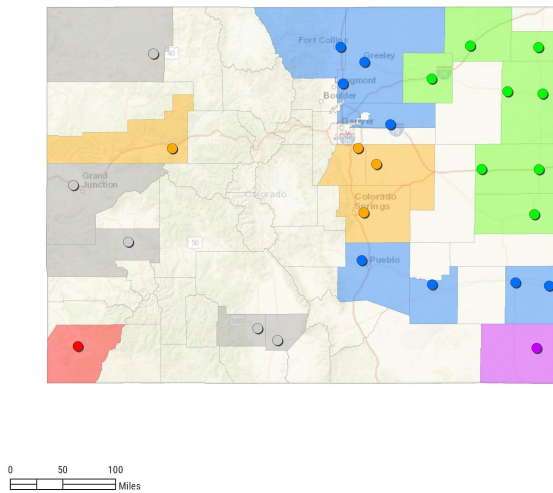 Fort Collins
Greeley
Longmont
Boulder
Denver
Grand
Junction
Colorado
Colorado
Springs
50
Pueblo
0 50 100
Miles